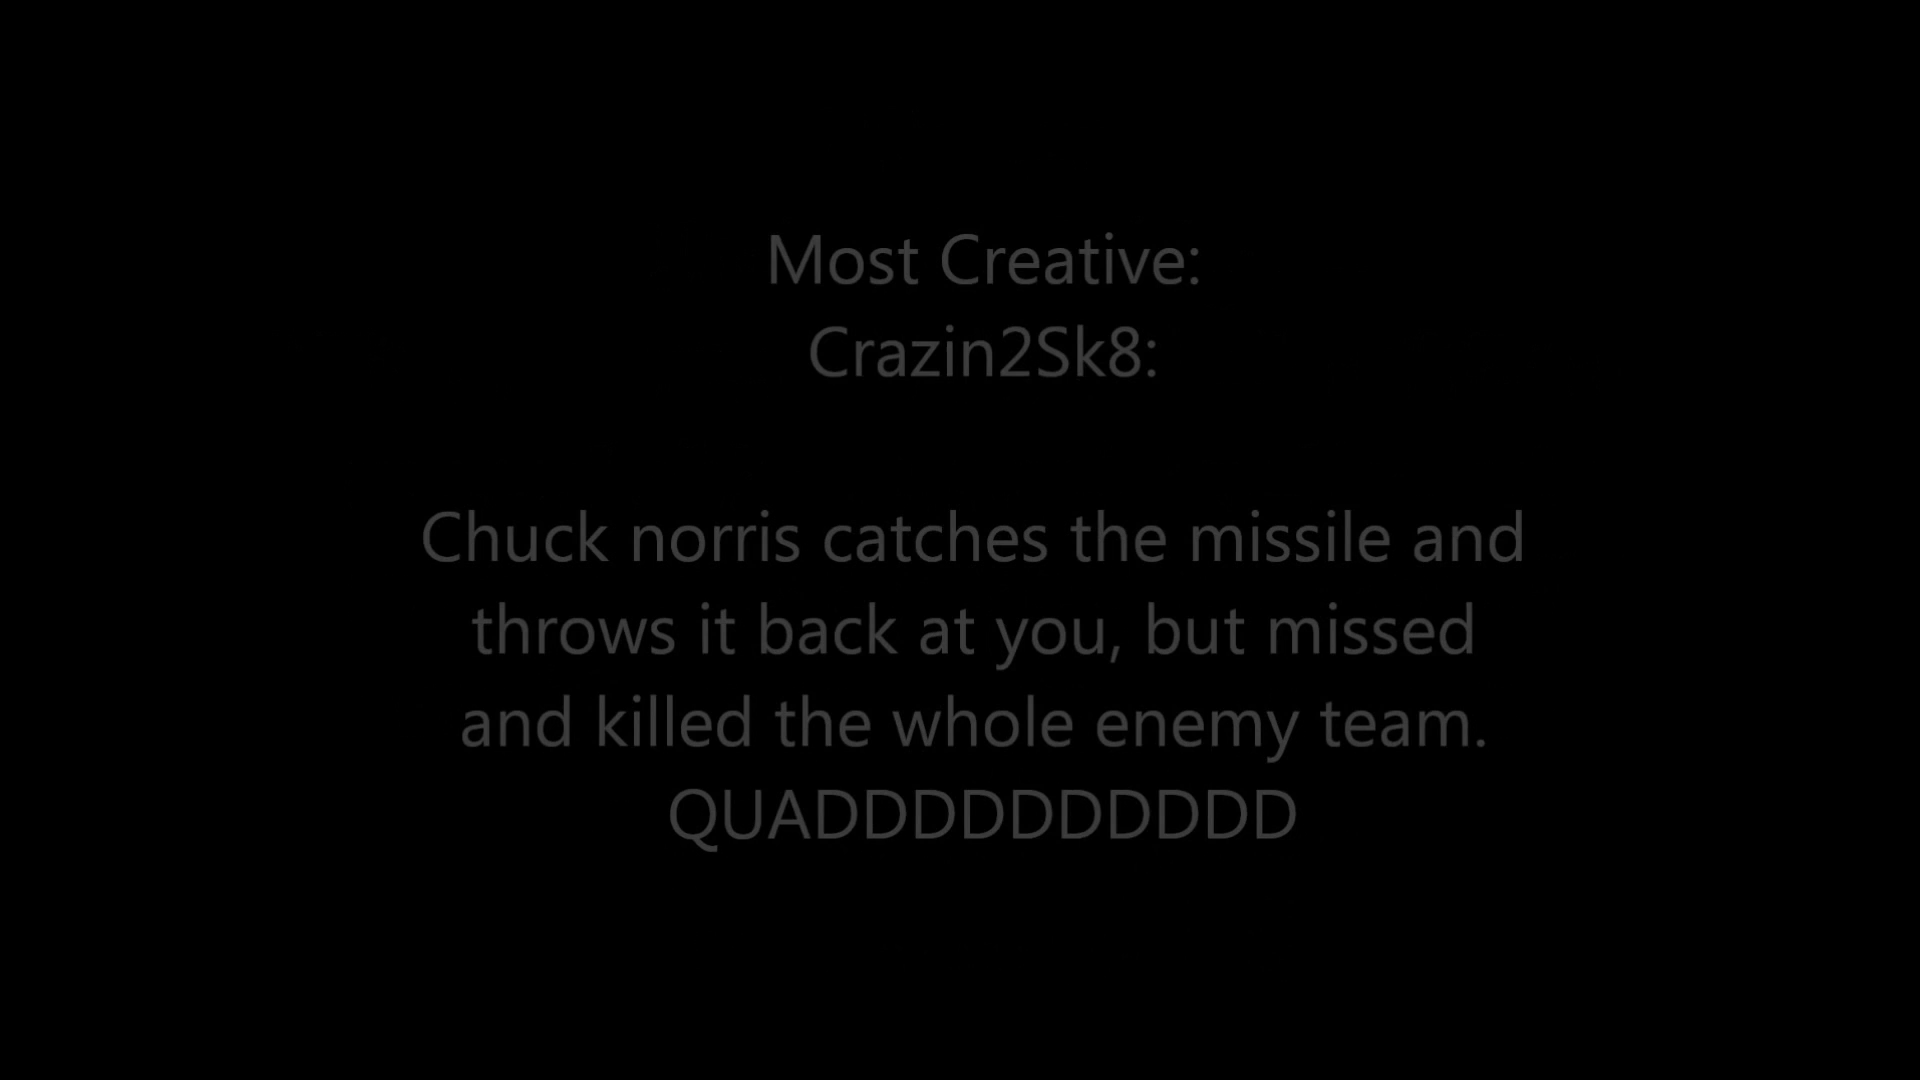 Most Creative:
Crazin2Sk8:
Chuck norris catches the missile and
throws it back at you, but missed
and killed the whole enemy team.
QUADDDDDDDDDD